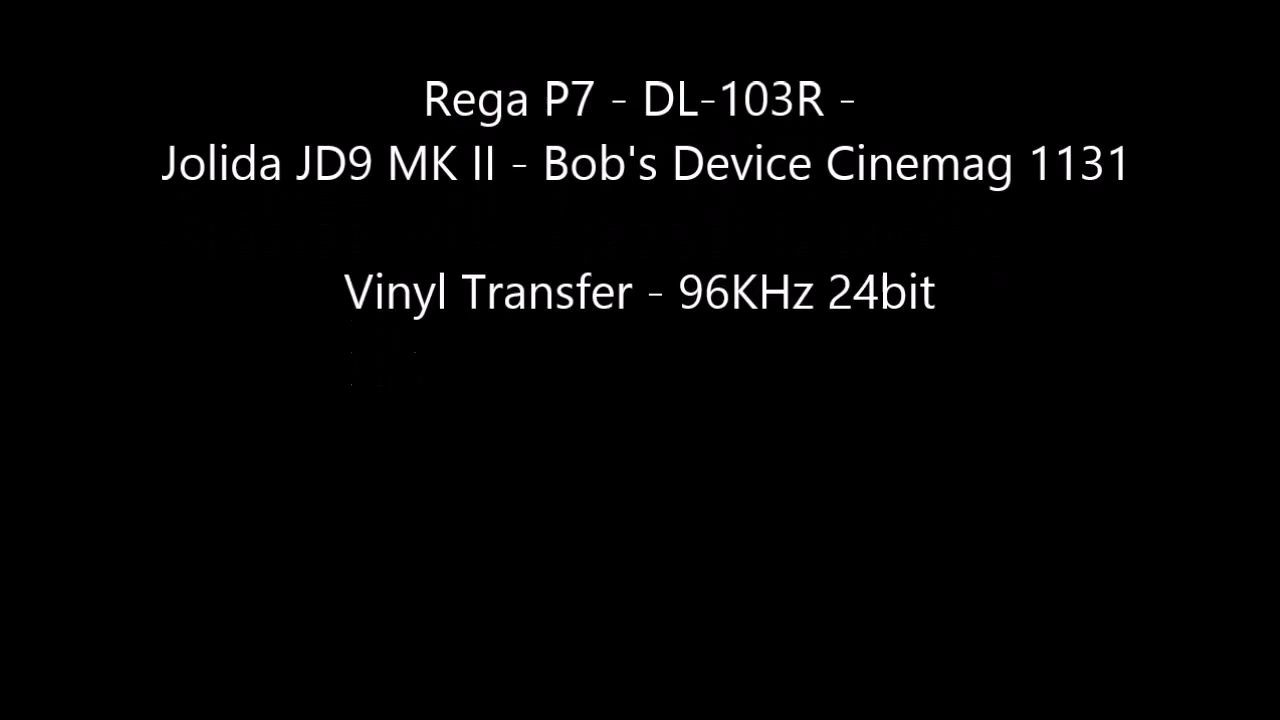 Rega P7 - DL-103R -
Jolida JD9 MK II - Bob's Device Cinemag 1131
Vinyl Transfer - 96KHz 24bit